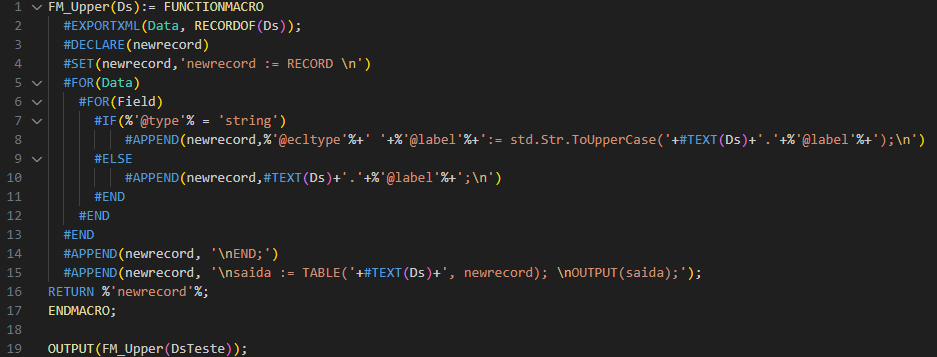 1 FM_Upper(Ds):= FUNCTIONMACRO
2 #EXPORTXML(Data, RECORDOF(Ds));
3 #DECLARE(newrecord)
4 #SET(newrecord,'newrecord := RECORD \n')
5 #FOR(Data)
6 #FOR(Field)
7 #IF(%'@type'% = 'string')
8 #APPEND(newrecord,%'@ecltype'%+' '+%'@label'%+':= std.Str.ToUpperCase('+#TEXT(Ds)+'.'+%'@label'%+');\n')
9 #ELSE
10 #APPEND(newrecord,#TEXT(Ds)+'.'+%'@label'%+';\n')
11 #END
12 #END
13 #END
14 #APPEND(newrecord, '\nEND;')
15 #APPEND(newrecord, '\nsaida := TABLE('+#TEXT(Ds)+', newrecord); \nOUTPUT(saida);');
16 RETURN %'newrecord'%;
17 ENDMACRO;
18
19 OUTPUT(FM_Upper(DsTeste));